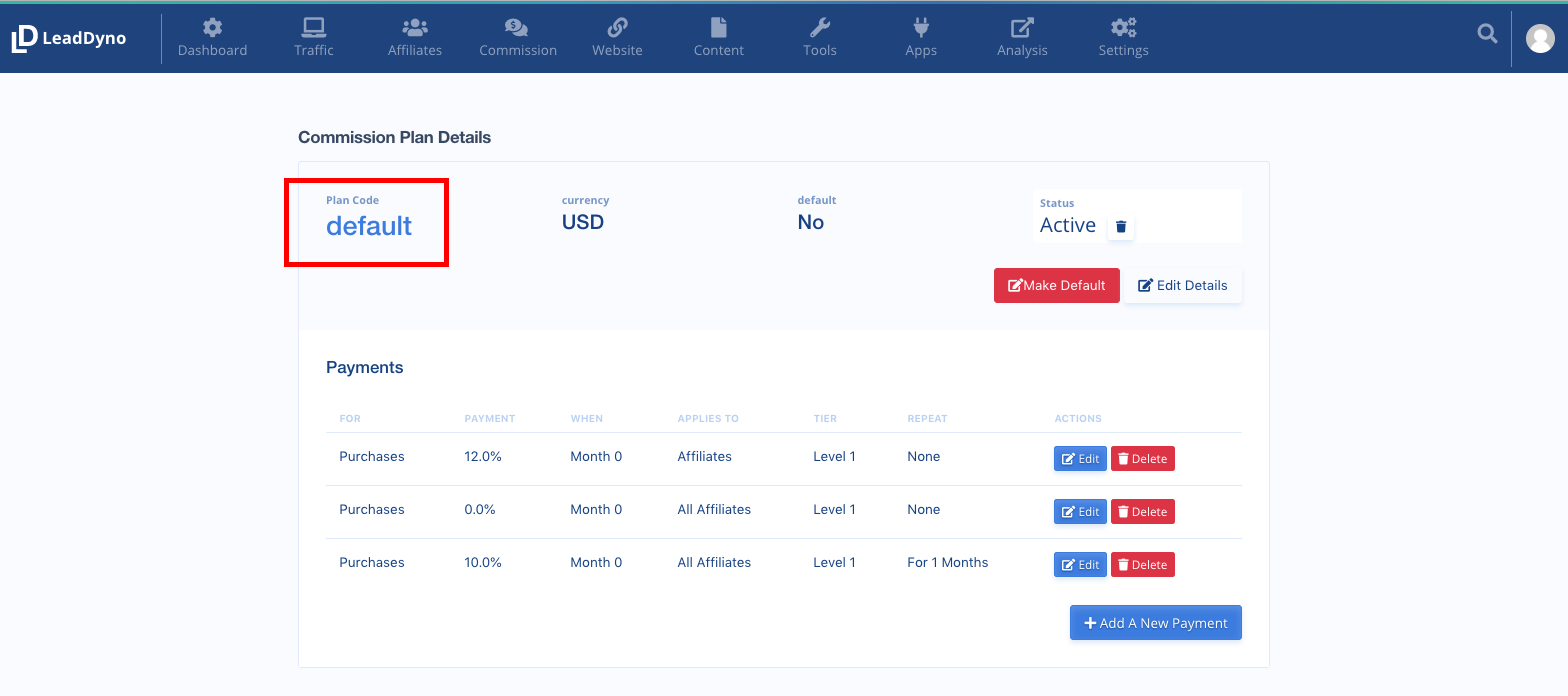 LeadDyno
Dashboard Traffic Affiliates Commission Website Content Tools Apps Analysis Settings
Commission Plan Details
Plan Code currency default Status
default USD No Active
Make Default Edit Details
Payments
FOR PAYMENT WHEN APPLIES TO TIER REPEAT ACTIONS
Purchases 12.0% Month 0 Affiliates Level 1 None Edit Delete
Purchases 0.0% Month 0 All Affiliates Level 1 None Edit Delete
Purchases 10.0% Month 0 All Affiliates Level 1 For 1 Months Edit Delete
Add A New Payment